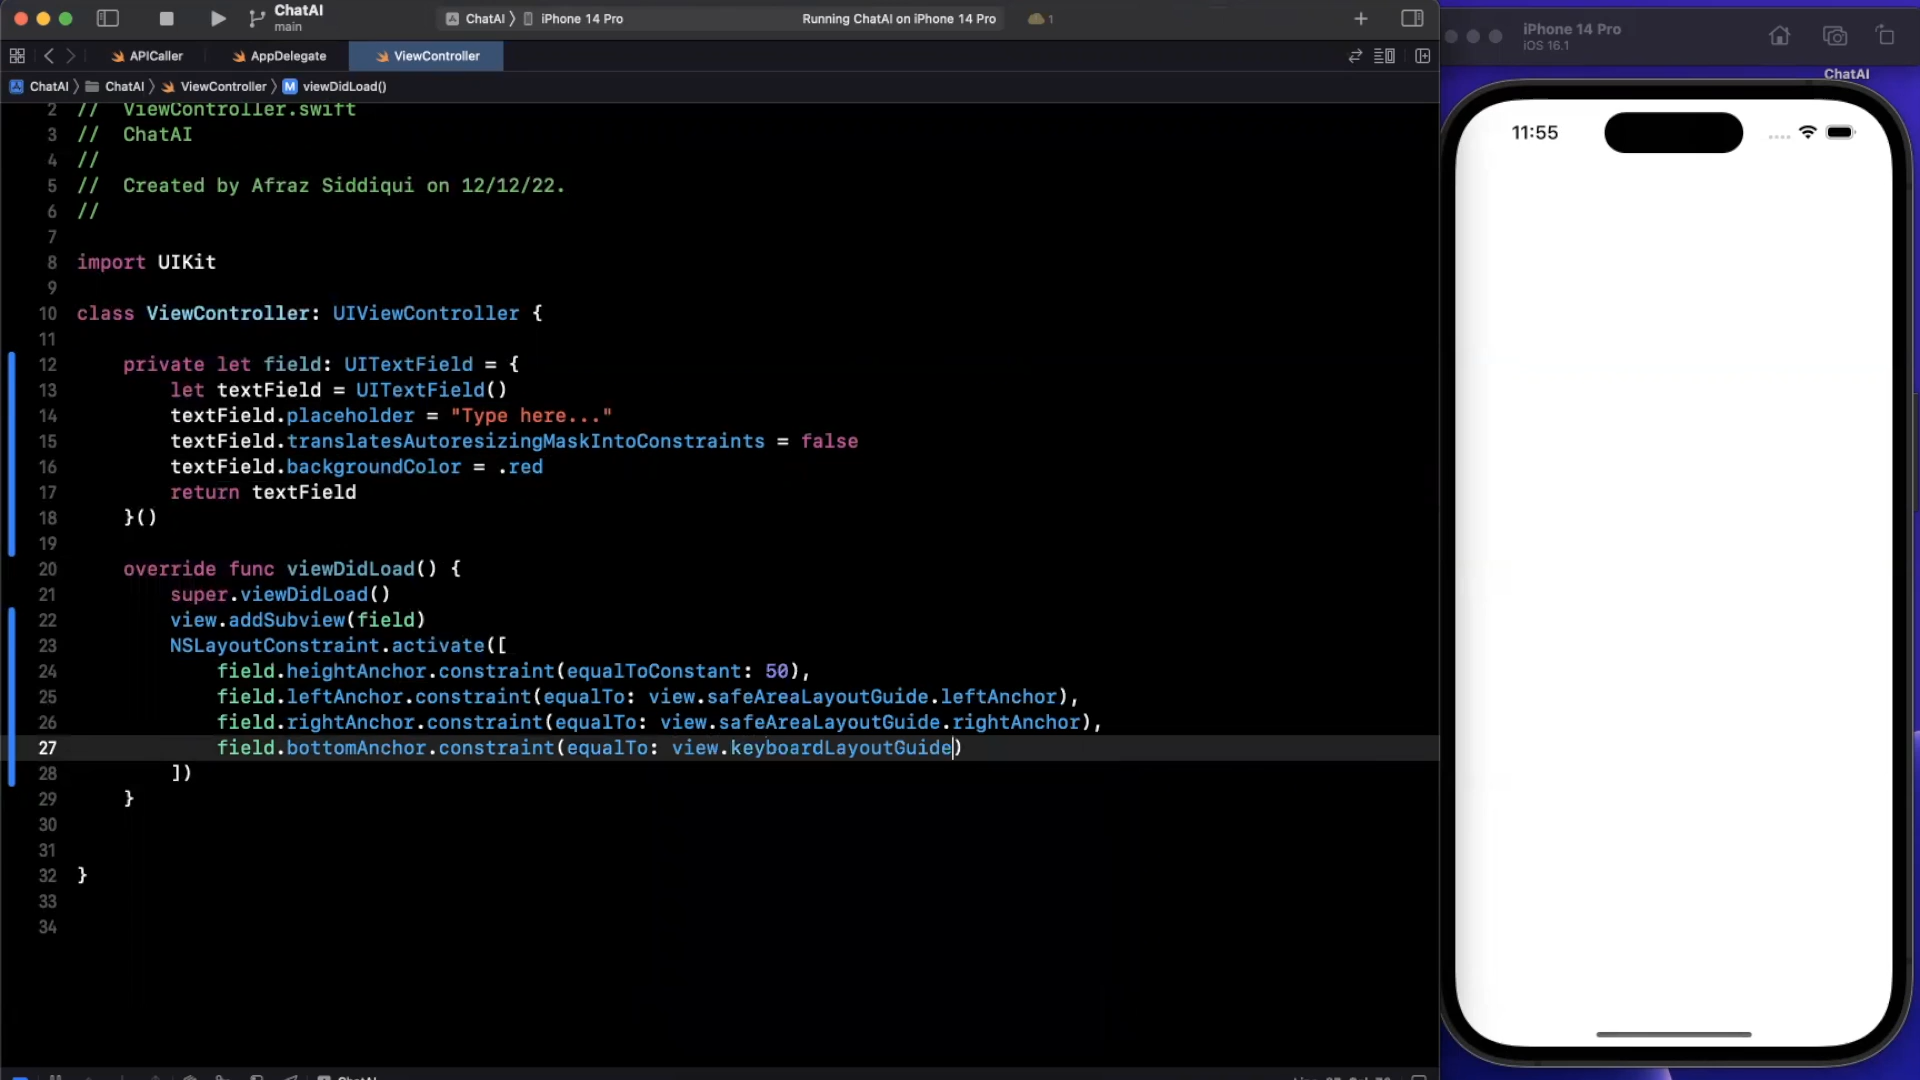 ChatAI
main
ChatAI 〉 iPhone 14 Pro
Running ChatAI on iPhone 14 Pro
1
APICaller
AppDelegate
ViewController
ChatAI 〉 ChatAI 〉 ViewController 〉 M viewDidLoad()
2 //  ViewController.swift
3 //  ChatAI
4 //
5 //  Created by Afraz Siddiqui on 12/12/22.
6 //
7
8 import UIKit
9
10 class ViewController: UIViewController {
11
12     private let field: UITextField = {
13         let textField = UITextField()
14         textField.placeholder = "Type here..."
15         textField.translatesAutoresizingMaskIntoConstraints = false
16         textField.backgroundColor = .red
17         return textField
18     }()
19
20     override func viewDidLoad() {
21         super.viewDidLoad()
22         view.addSubview(field)
23         NSLayoutConstraint.activate([
24             field.heightAnchor.constraint(equalToConstant: 50),
25             field.leftAnchor.constraint(equalTo: view.safeAreaLayoutGuide.leftAnchor),
26             field.rightAnchor.constraint(equalTo: view.safeAreaLayoutGuide.rightAnchor),
27             field.bottomAnchor.constraint(equalTo: view.keyboardLayoutGuide)
28         ])
29     }
30
31
32 }
33
34
iPhone 14 Pro
iOS 16.1
ChatAI
11:55